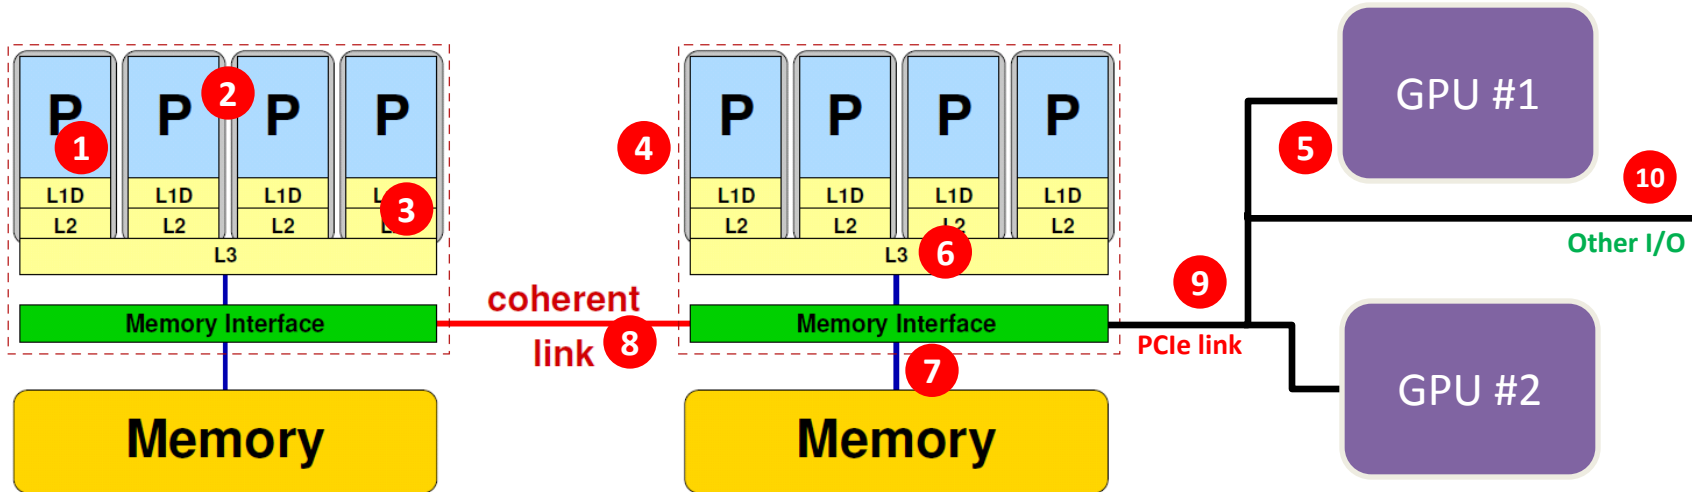 P P P P
1
2
L1D L1D L1D
L2 L2 L2
3
L3
Memory Interface
Memory
coherent
link
8
4
P P P P
L1D L1D L1D L1D
L2 L2 L2 L2
L3
6
Memory Interface
7
Memory
9
PCIe link
5
GPU #1
10
Other I/O
GPU #2